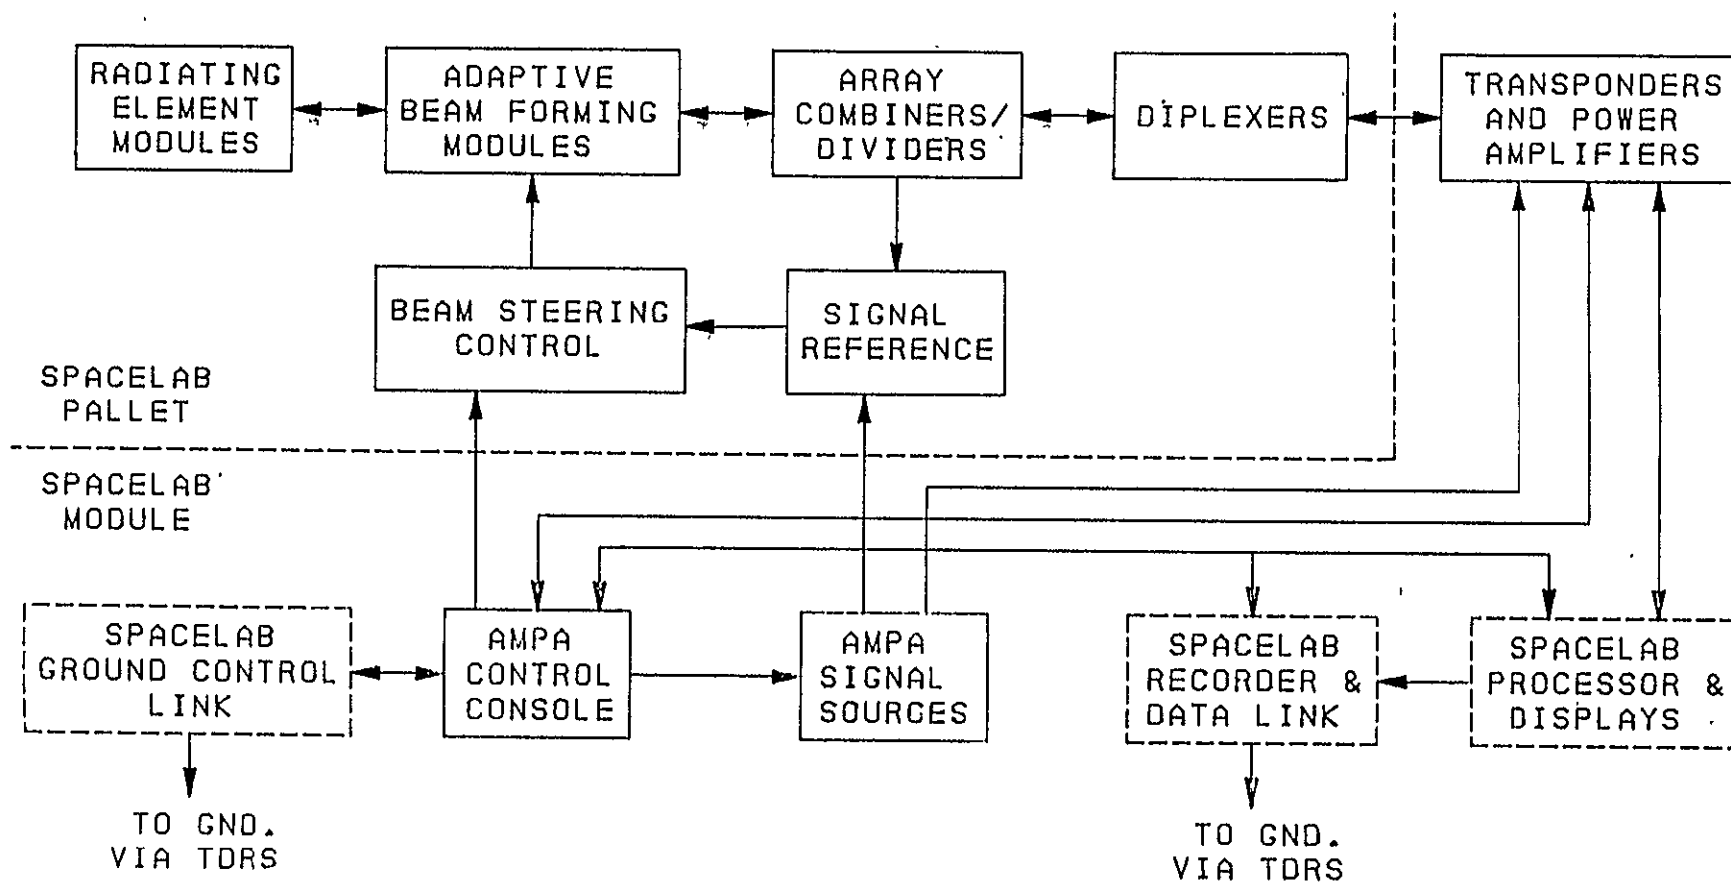 RADIATING
ELEMENT
MODULES
ADAPTIVE
BEAM FORMING
MODULES
ARRAY
COMBINERS/
DIVIDERS
DIPLEXERS
TRANSPONDERS
AND POWER
AMPLIFIERS
BEAM STEERING
CONTROL
SIGNAL
REFERENCE
SPACELAB
PALLET
SPACELAB
MODULE
SPACELAB
GROUND CONTROL
LINK
AMPA
CONTROL
CONSOLE
AMPA
SIGNAL
SOURCES
SPACELAB
RECORDER &
DATA LINK
SPACELAB
PROCESSOR &
DISPLAYS
TO GND.
VIA TDRS
TO GND.
VIA TDRS